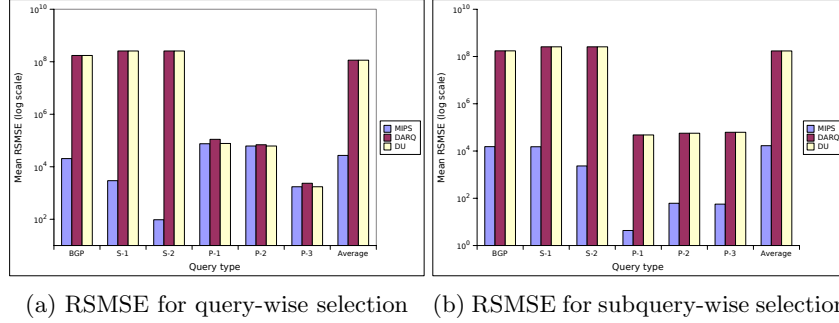 10^10
10^8
10^6
10^4
10^2
Mean RSMSE (log scale)
BGP S-1 S-2 P-1 P-2 P-3 Average
Query type
MIPS
DARQ
DU
(a) RSMSE for query-wise selection
10^10
10^8
10^6
10^4
10^2
10^0
Mean RSMSE (log scale)
BGP S-1 S-2 P-1 P-2 P-3 Average
Query type
MIPS
DARQ
DU
(b) RSMSE for subquery-wise selection